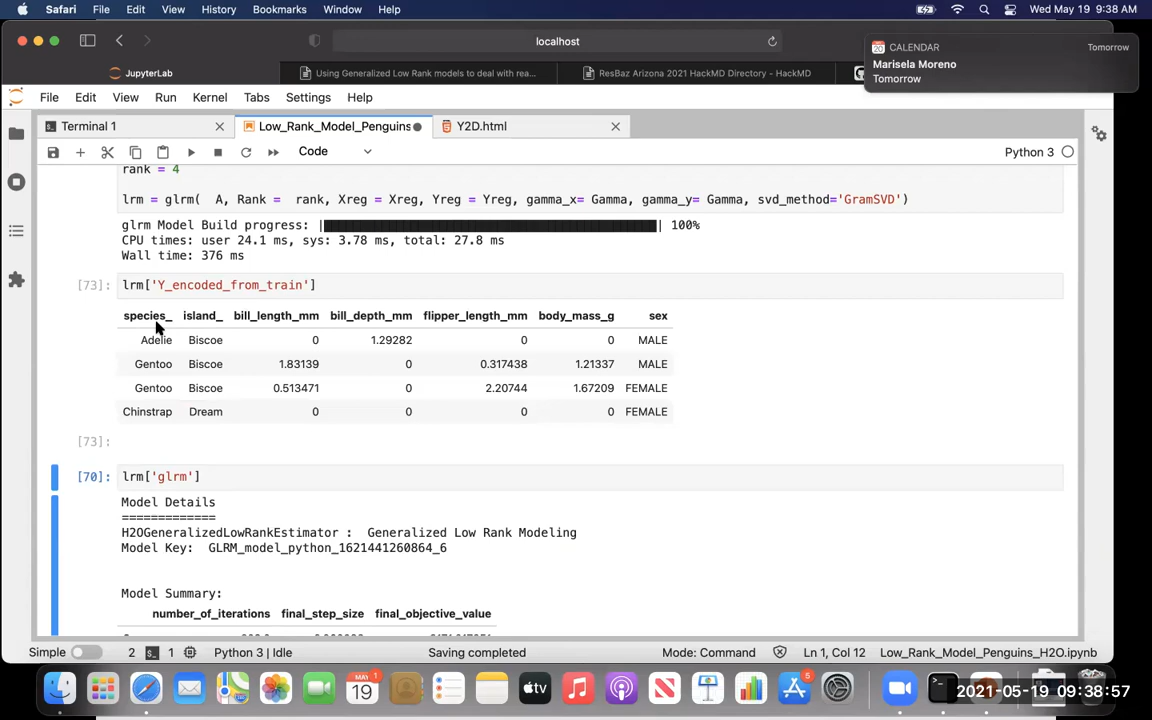 Safari File Edit View History Bookmarks Window Help Wed May 19 9:38 AM
localhost
CALENDAR Tomorrow
Marisela Moreno
Tomorrow
JupyterLab Using Generalized Low Rank models to deal with rea... ResBaz Arizona 2021 HackMD Directory - HackMD
File Edit View Run Kernel Tabs Settings Help
Terminal 1 Low_Rank_Model_Penguins Y2D.html
Code Python 3
rank = 4
lrm = glrm( A, Rank = rank, Xreg = Xreg, Yreg = Yreg, gamma_x= Gamma, gamma_y= Gamma, svd_method='GramSVD')
glrm Model Build progress: | | 100%
CPU times: user 24.1 ms, sys: 3.78 ms, total: 27.8 ms
Wall time: 376 ms
[73]: lrm['Y_encoded_from_train']
species_ island_ bill_length_mm bill_depth_mm flipper_length_mm body_mass_g sex
Adelie Biscoe 0 1.29282 0 0 MALE
Gentoo Biscoe 1.83139 0 0.317438 1.21337 MALE
Gentoo Biscoe 0.513471 0 2.20744 1.67209 FEMALE
Chinstrap Dream 0 0 0 0 FEMALE
[73]:
[70]: lrm['glrm']
Model Details
=============
H2OGeneralizedLowRankEstimator : Generalized Low Rank Modeling
Model Key: GLRM_model_python_1621441260864_6
Model Summary:
number_of_iterations final_step_size final_objective_value
Simple 2 1 Python 3 | Idle Saving completed Mode: Command Ln 1, Col 12 Low_Rank_Model_Penguins_H2O.ipynb
MAY 19 1 tv 5
2021-05-19 09:38:57